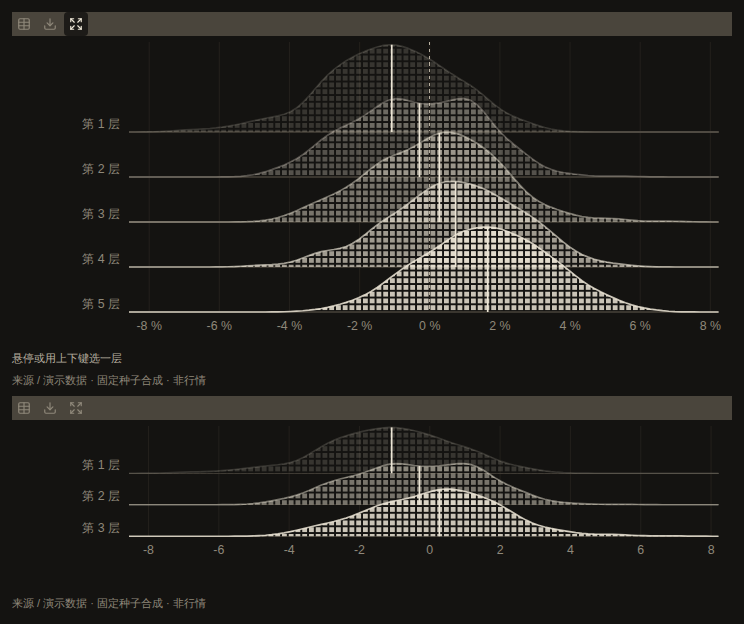 第 1 层
第 2 层
第 3 层
第 4 层
第 5 层
-8 % -6 % -4 % -2 % 0 % 2 % 4 % 6 % 8 %
悬停或用上下键选一层
来源 / 演示数据 · 固定种子合成 · 非行情
第 1 层
第 2 层
第 3 层
-8 -6 -4 -2 0 2 4 6 8
来源 / 演示数据 · 固定种子合成 · 非行情